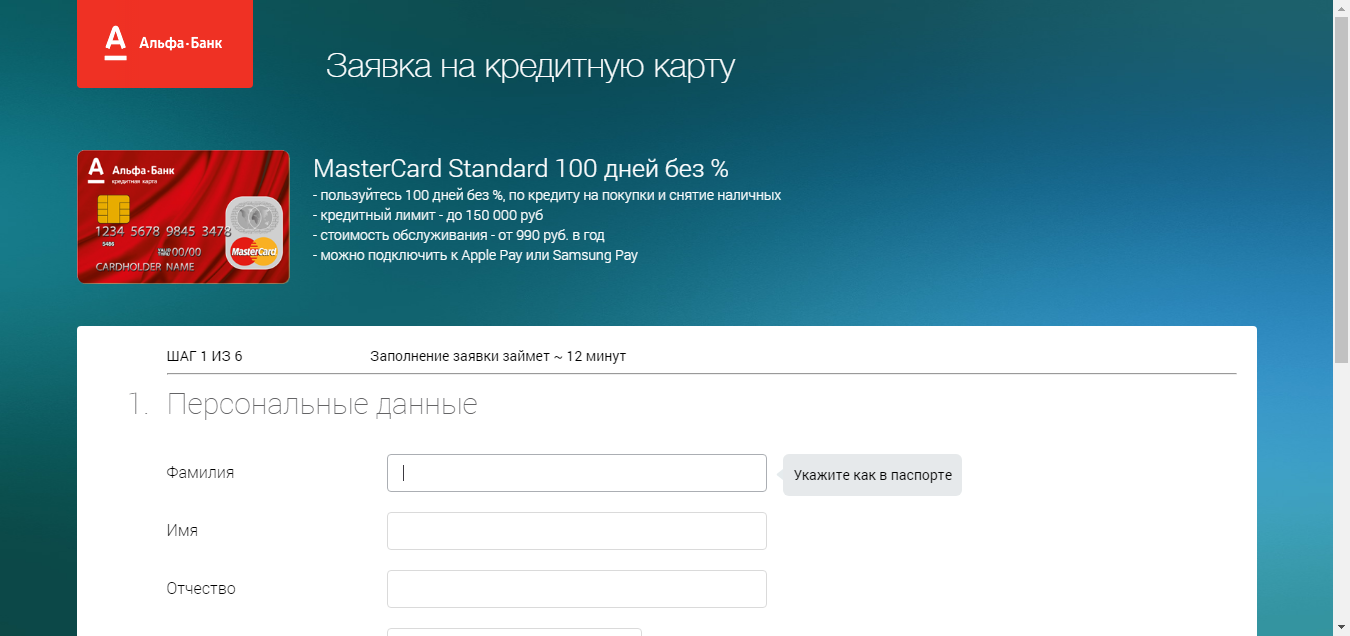 Альфа·Банк
Заявка на кредитную карту
Альфа·Банк
кредитная карта
1234 5678 9845 3478
5486
00/00
MasterCard
CARDHOLDER NAME
MasterCard Standard 100 дней без %
- пользуйтесь 100 дней без %, по кредиту на покупки и снятие наличных
- кредитный лимит - до 150 000 руб
- стоимость обслуживания - от 990 руб. в год
- можно подключить к Apple Pay или Samsung Pay
ШАГ 1 ИЗ 6
Заполнение заявки займет ~ 12 минут
1. Персональные данные
Фамилия
Укажите как в паспорте
Имя
Отчество